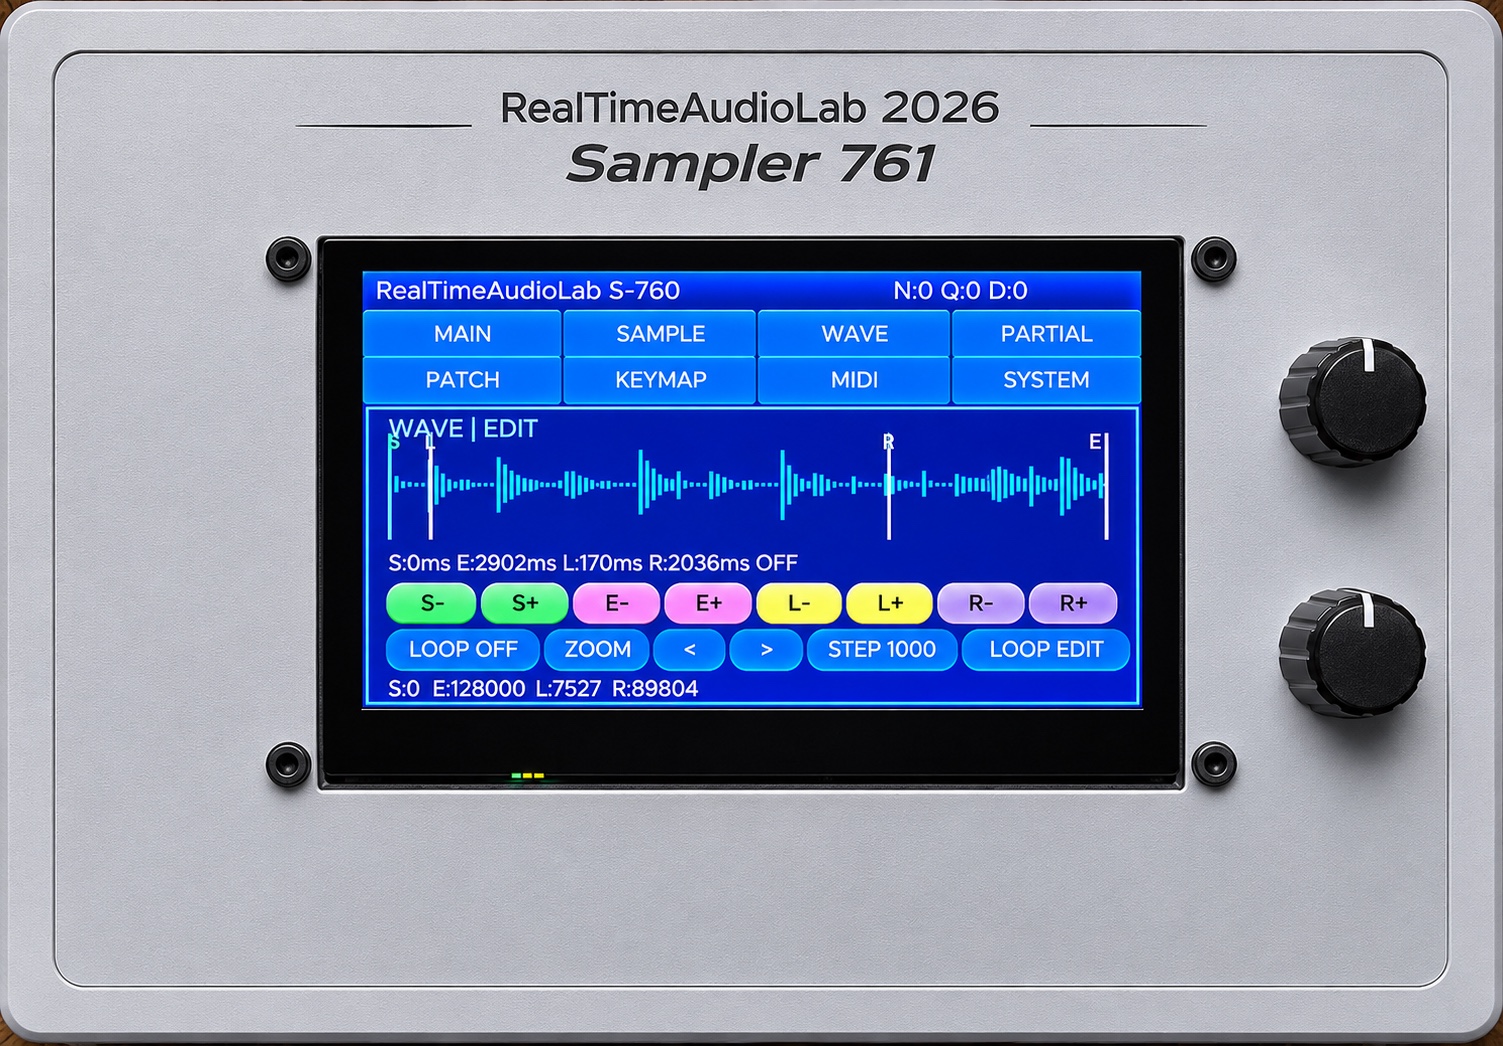 RealTimeAudioLab 2026
Sampler 761
RealTimeAudioLab S-760 N:0 Q:0 D:0
MAIN SAMPLE WAVE PARTIAL
PATCH KEYMAP MIDI SYSTEM
WAVE | EDIT
S L R E
S:0ms E:2902ms L:170ms R:2036ms OFF
S- S+ E- E+ L- L+ R- R+
LOOP OFF ZOOM < > STEP 1000 LOOP EDIT
S:0 E:128000 L:7527 R:89804